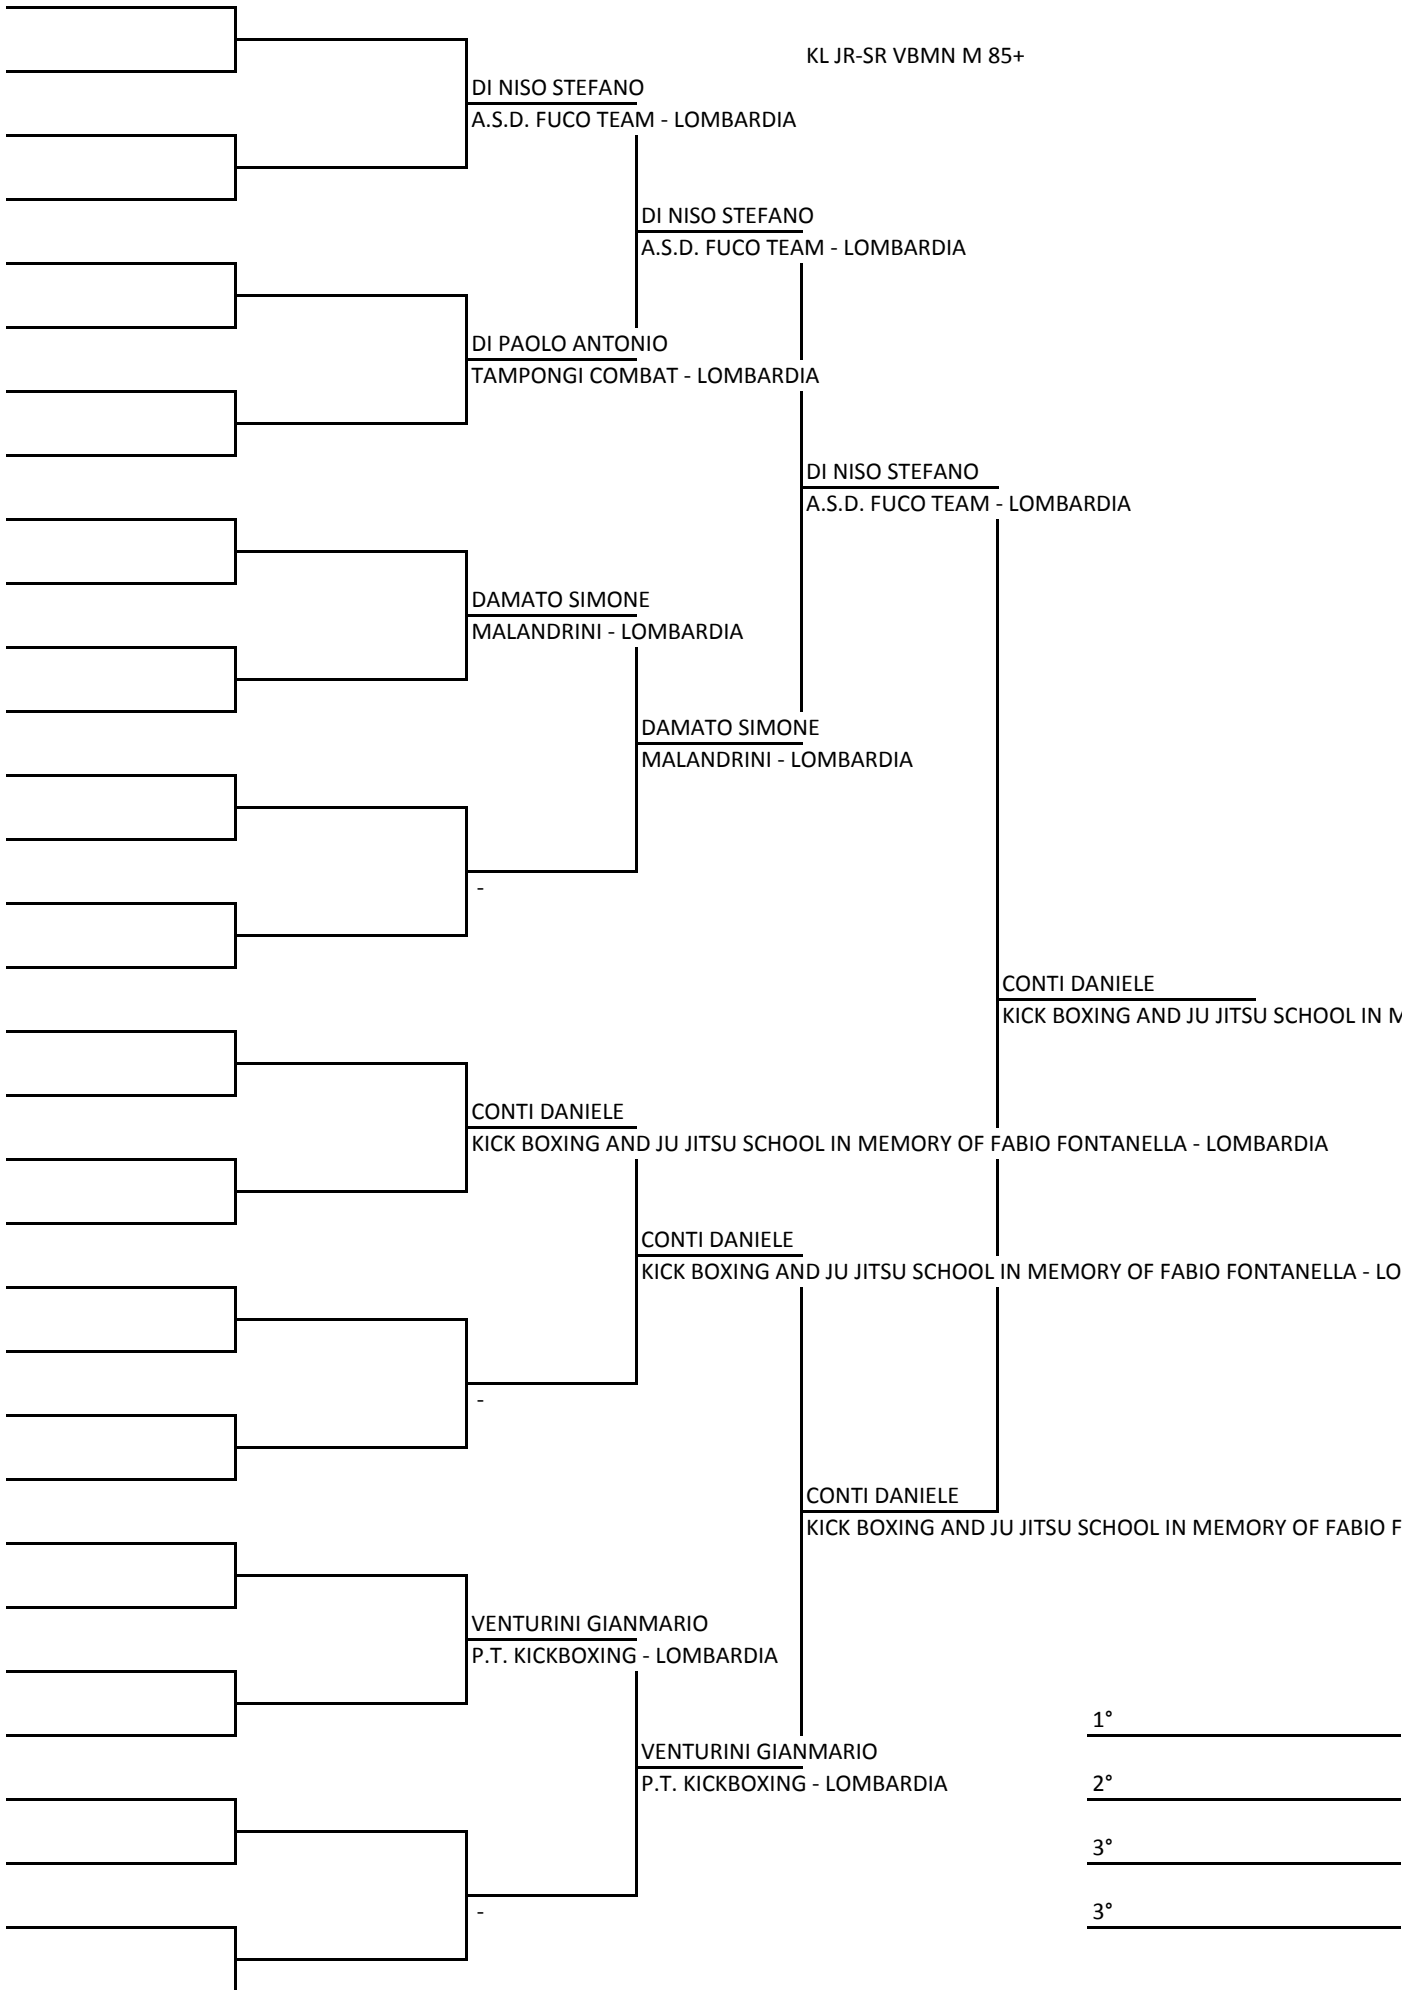 KL JR-SR VBMN M 85+
DI NISO STEFANO
A.S.D. FUCO TEAM - LOMBARDIA
DI NISO STEFANO
A.S.D. FUCO TEAM - LOMBARDIA
DI PAOLO ANTONIO
TAMPONGI COMBAT - LOMBARDIA
DI NISO STEFANO
A.S.D. FUCO TEAM - LOMBARDIA
DAMATO SIMONE
MALANDRINI - LOMBARDIA
DAMATO SIMONE
MALANDRINI - LOMBARDIA
-
CONTI DANIELE
KICK BOXING AND JU JITSU SCHOOL IN
CONTI DANIELE
KICK BOXING AND JU JITSU SCHOOL IN MEMORY OF FABIO FONTANELLA - LOMBARDIA
CONTI DANIELE
KICK BOXING AND JU JITSU SCHOOL IN MEMORY OF FABIO FONTANELLA - LO
-
CONTI DANIELE
KICK BOXING AND JU JITSU SCHOOL IN MEMORY OF FABIO F
VENTURINI GIANMARIO
P.T. KICKBOXING - LOMBARDIA
1°
VENTURINI GIANMARIO
P.T. KICKBOXING - LOMBARDIA
2°
3°
-
3°